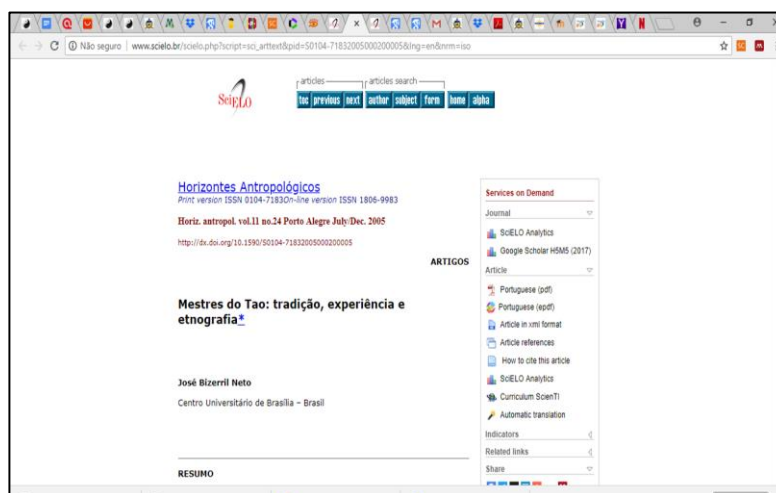 Não seguro | www.scielo.br/scielo.php?script=sci_arttext&pid=S0104-71832005000200005&lng=en&nrm=iso
SciELO
articles
articles search
toc previous next author subject form home alpha
Horizontes Antropológicos
Print version ISSN 0104-7183On-line version ISSN 1806-9983
Horiz. antropol. vol.11 no.24 Porto Alegre July/Dec. 2005
http://dx.doi.org/10.1590/S0104-71832005000200005
ARTIGOS
Mestres do Tao: tradição, experiência e
etnografia*
José Bizerril Neto
Centro Universitário de Brasília – Brasil
RESUMO
Services on Demand
Journal
SciELO Analytics
Google Scholar H5M5 (2017)
Article
Portuguese (pdf)
Portuguese (epdf)
Article in xml format
Article references
How to cite this article
SciELO Analytics
Curriculum ScienTI
Automatic translation
Indicators
Related links
Share